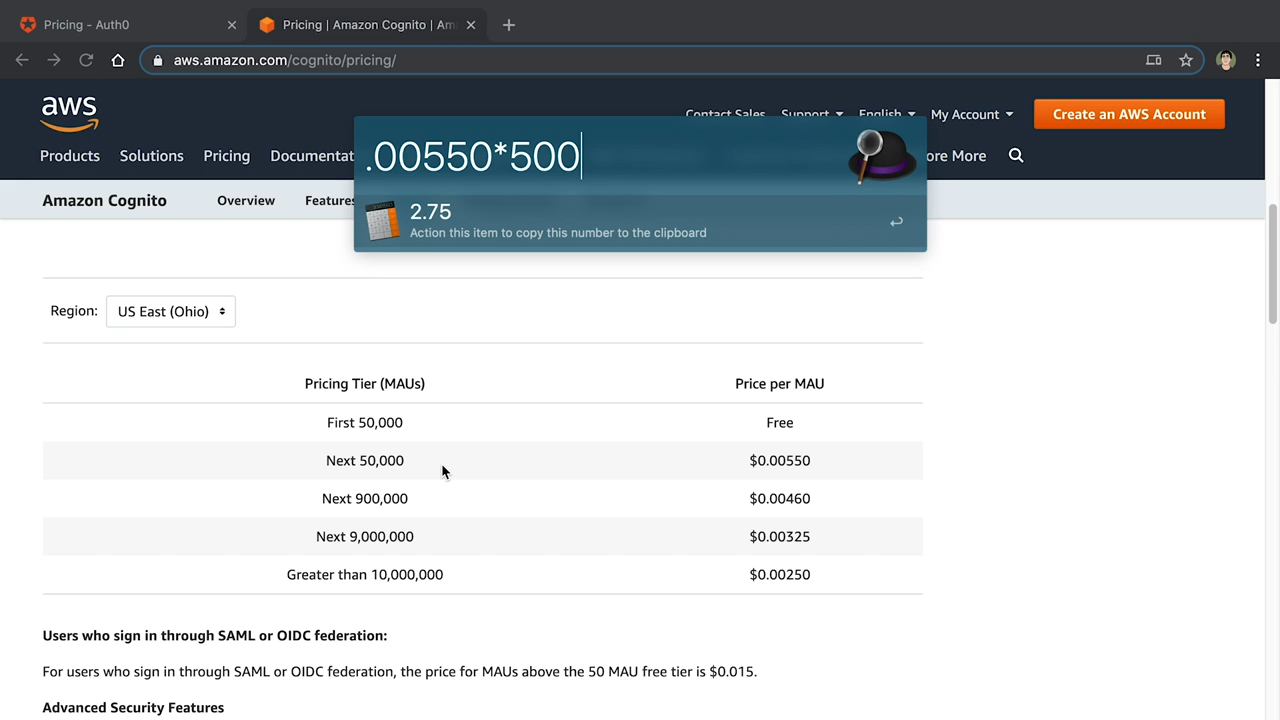 Pricing - Auth0
Pricing | Amazon Cognito | Am
aws.amazon.com/cognito/pricing/
aws
Contact Sales Support English My Account Create an AWS Account
Products Solutions Pricing Documentat ore More
.00550*500
2.75
Action this item to copy this number to the clipboard
Amazon Cognito Overview Features
Region: US East (Ohio)
Pricing Tier (MAUs) Price per MAU
First 50,000 Free
Next 50,000 $0.00550
Next 900,000 $0.00460
Next 9,000,000 $0.00325
Greater than 10,000,000 $0.00250
Users who sign in through SAML or OIDC federation:
For users who sign in through SAML or OIDC federation, the price for MAUs above the 50 MAU free tier is $0.015.
Advanced Security Features